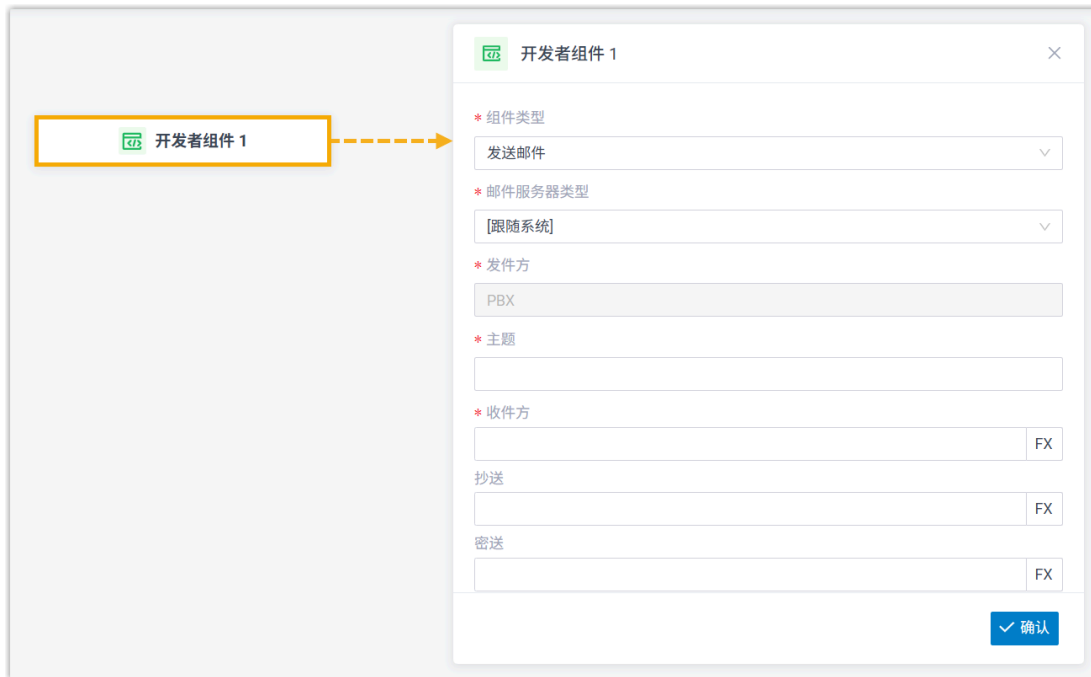 开发者组件 1
开发者组件 1
* 组件类型
发送邮件
* 邮件服务器类型
[跟随系统]
* 发件方
PBX
* 主题
* 收件方
FX
抄送
FX
密送
FX
确认